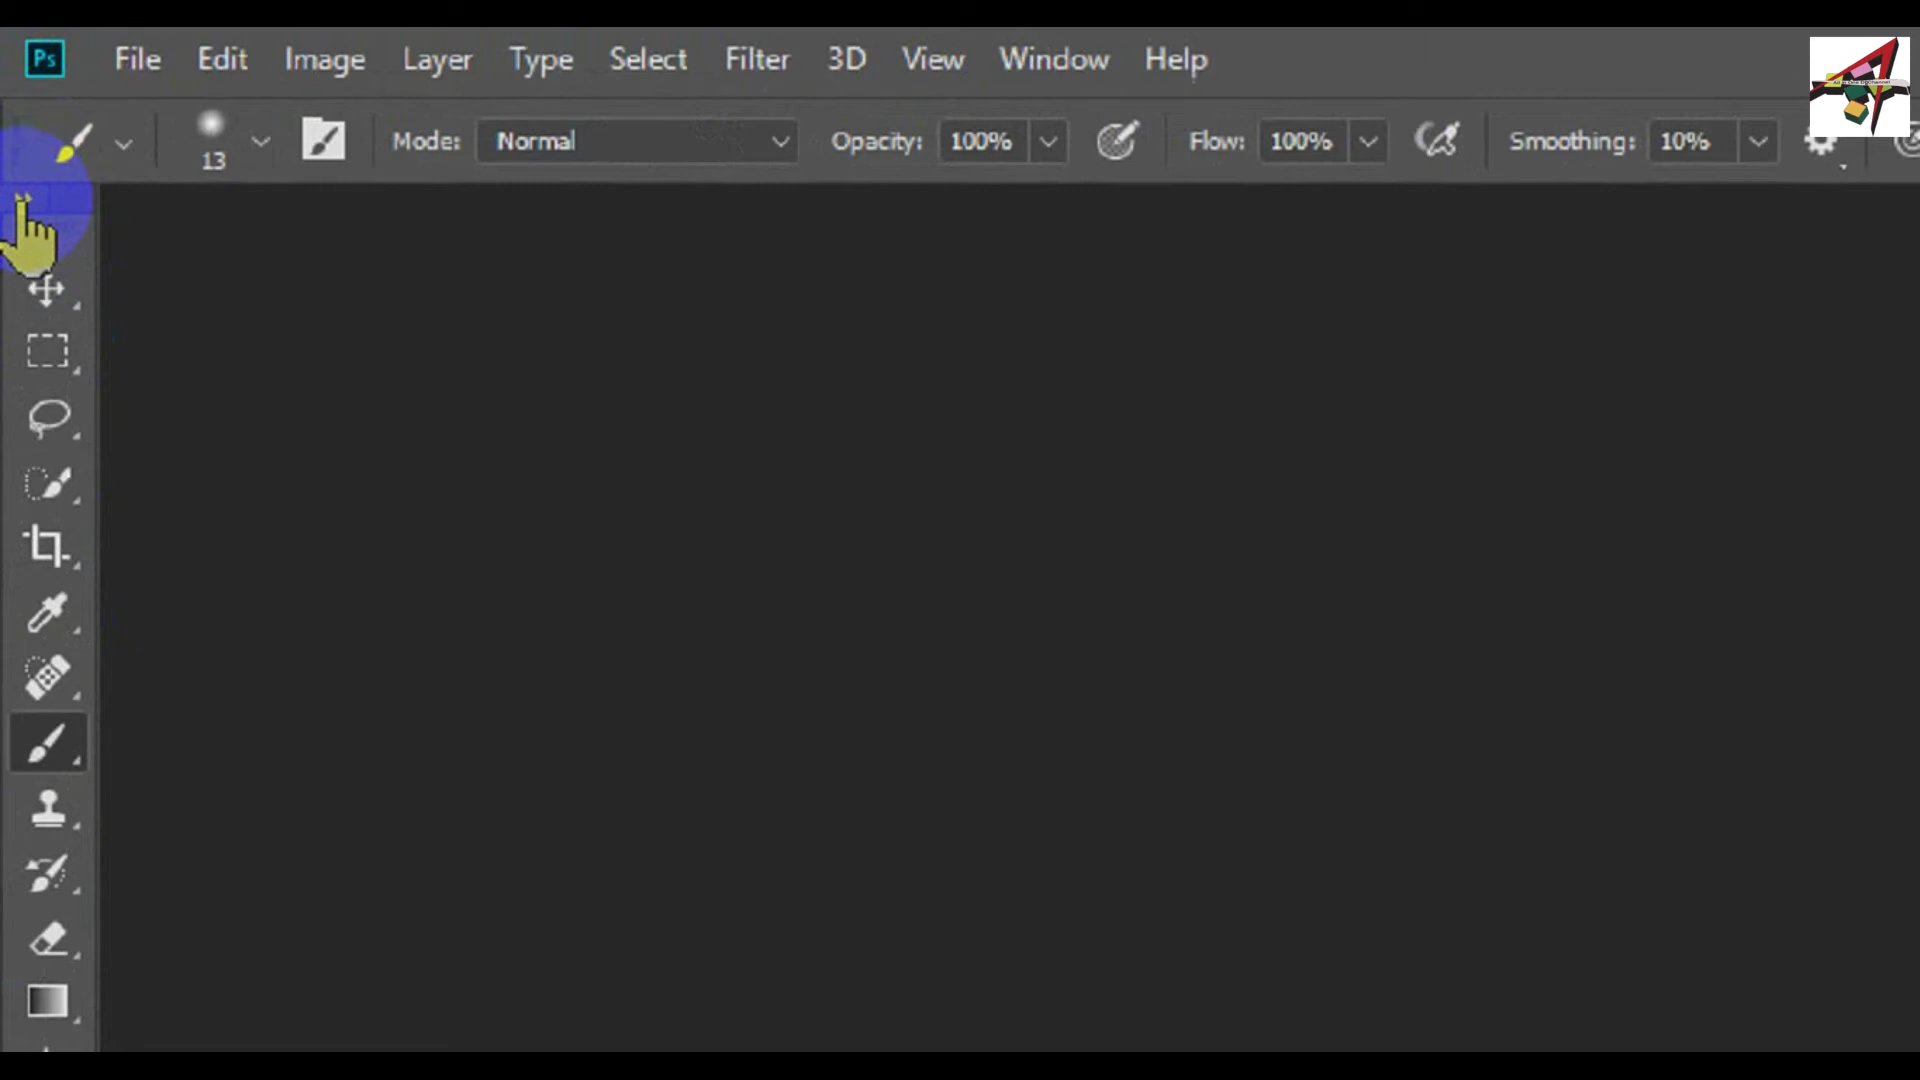 Ps File Edit Image Layer Type Select Filter 3D View Window Help
13 Mode: Normal Opacity: 100% Flow: 100% Smoothing: 10%